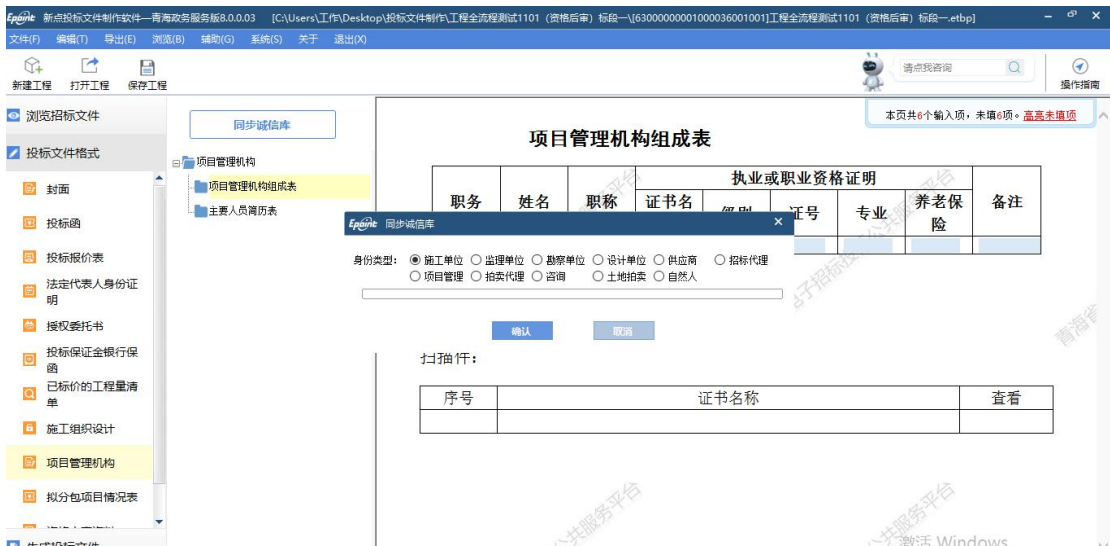 Epoint 新点投标文件制作软件—青海政务服务版8.0.0.03 [C:\Users\工作\Desktop\投标文件制作\工程全流程测试1101（资格后审）标段一\[63000000001000036001001]工程全流程测试1101（资格后审）标段一.etbp]
文件(F) 编辑(T) 导出(E) 浏览(B) 辅助(G) 系统(S) 关于 退出(X)
新建工程 打开工程 保存工程
请点我咨询
操作指南
浏览招标文件
投标文件格式
封面
投标函
投标报价表
法定代表人身份证
明
授权委托书
投标保证金银行保
函
已标价的工程量清
单
施工组织设计
项目管理机构
拟分包项目情况表
同步诚信库
项目管理机构
项目管理机构组成表
主要人员简历表
本页共6个输入项，未填6项。高亮未填项
项目管理机构组成表
执业或职业资格证明
职务 姓名 职称 证书名 证号 专业 养老保
险 备注
Epoint 同步诚信库
身份类型： 施工单位 监理单位 勘察单位 设计单位 供应商 招标代理
项目管理 拍卖代理 咨询 土地拍卖 自然人
确认 取消
扫描件：
序号 证书名称 查看
激活 Windows